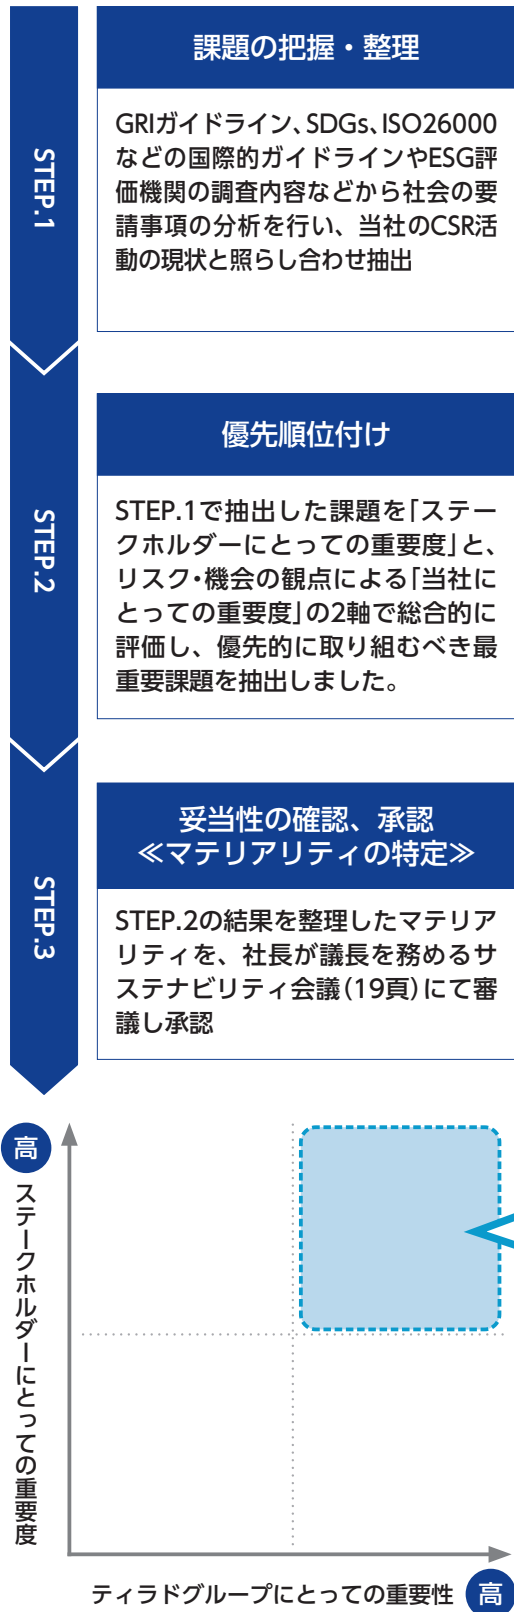 STEP.1
課題の把握・整理
GRIガイドライン、SDGs、ISO26000
などの国際的ガイドラインやESG評
価機関の調査内容などから社会の要
請事項の分析を行い、当社のCSR活
動の現状と照らし合わせ抽出
STEP.2
優先順位付け
STEP.1で抽出した課題を「ステー
クホルダーにとっての重要度」と、
リスク・機会の観点による「当社に
とっての重要度」の2軸で総合的に
評価し、優先的に取り組むべき最
重要課題を抽出しました。
STEP.3
妥当性の確認、承認
≪マテリアリティの特定≫
STEP.2の結果を整理したマテリア
リティを、社長が議長を務めるサ
ステナビリティ会議(19頁)にて審
議し承認
高
ステークホルダーにとっての重要度
ティラドグループにとっての重要性
高